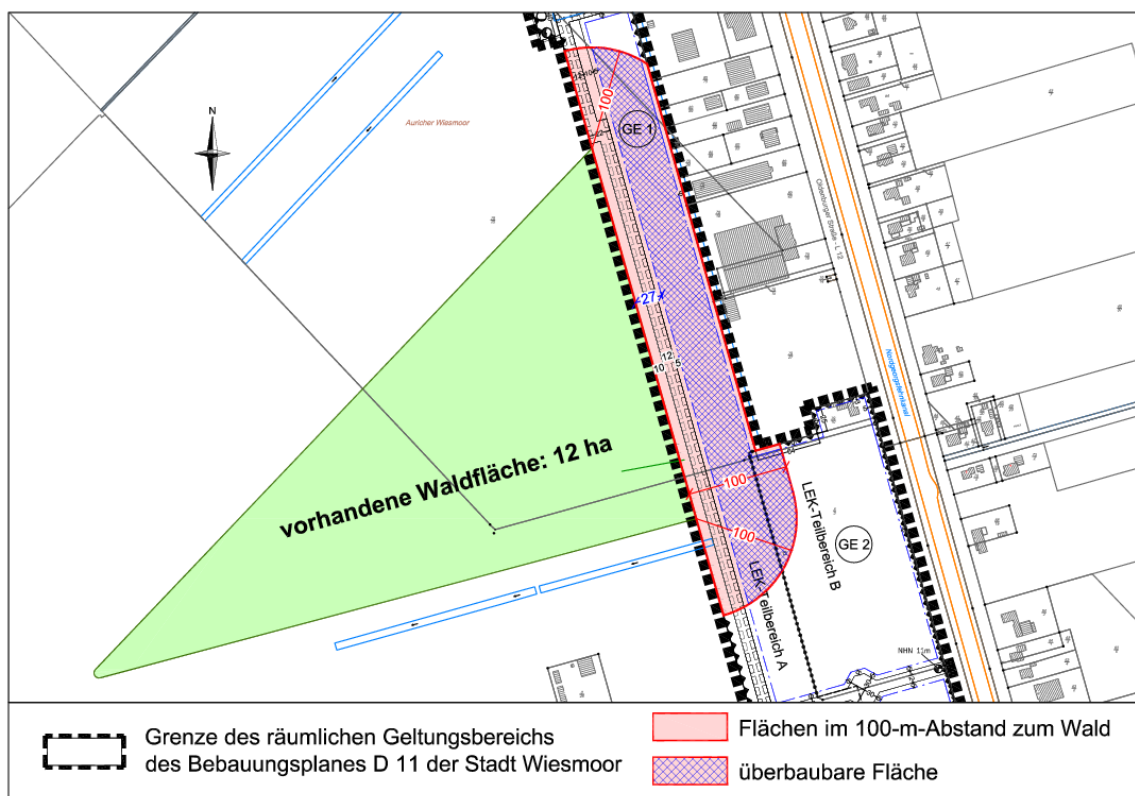 N
Auricher Wiesmoor
100
GE 1
Oldenburger Straße - L 12
27
12
10
5
Nordgeorgsfehnkanal
vorhandene Waldfläche: 12 ha
100
100
LEK-Teilbereich B
GE 2
LEK-Teilbereich A
NHN 11m
Grenze des räumlichen Geltungsbereichs
des Bebauungsplanes D 11 der Stadt Wiesmoor
Flächen im 100-m-Abstand zum Wald
überbaubare Fläche